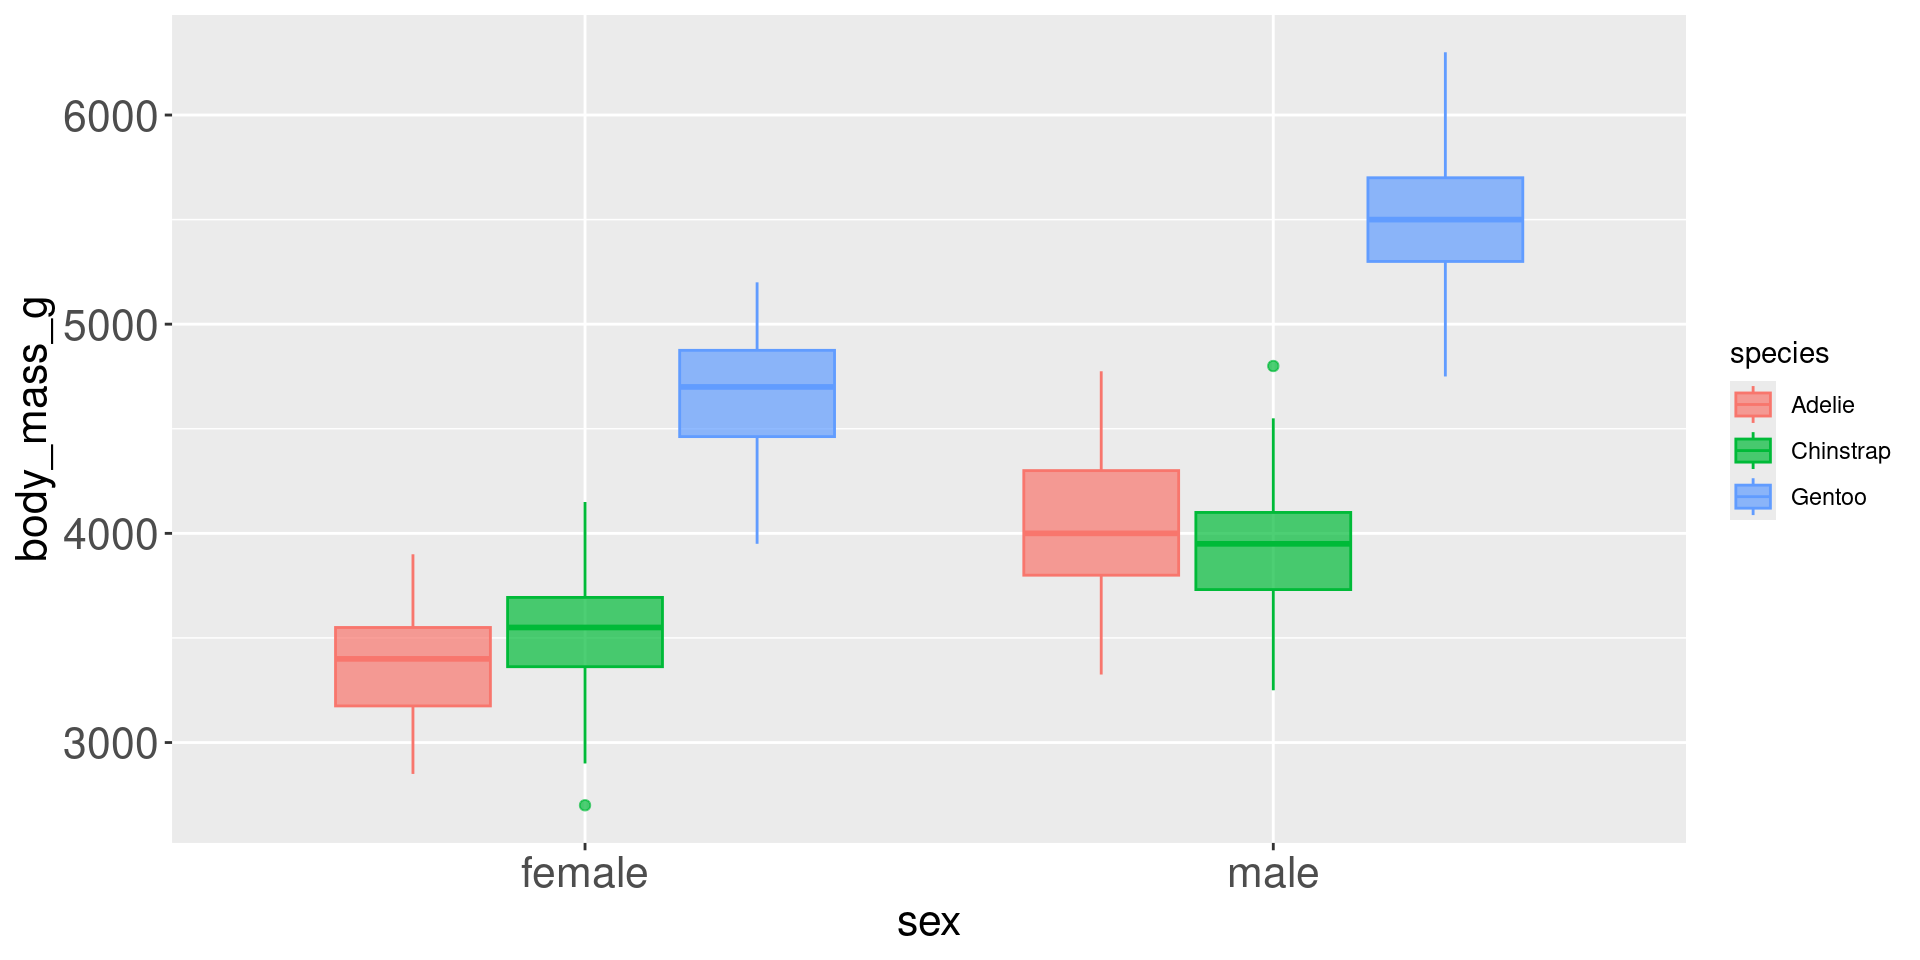 body_mass_g
6000
5000
4000
3000
female
male
sex
species
Adelie
Chinstrap
Gentoo